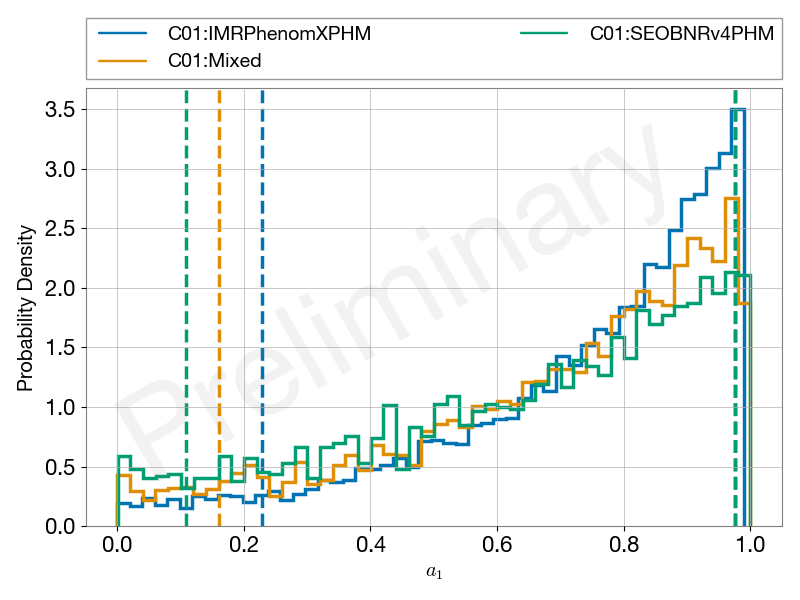 C01:IMRPhenomXPHM
C01:Mixed
C01:SEOBNRv4PHM
Preliminary
Probability Density
3.5
3.0
2.5
2.0
1.5
1.0
0.5
0.0
0.0 0.2 0.4 0.6 0.8 1.0
a₁